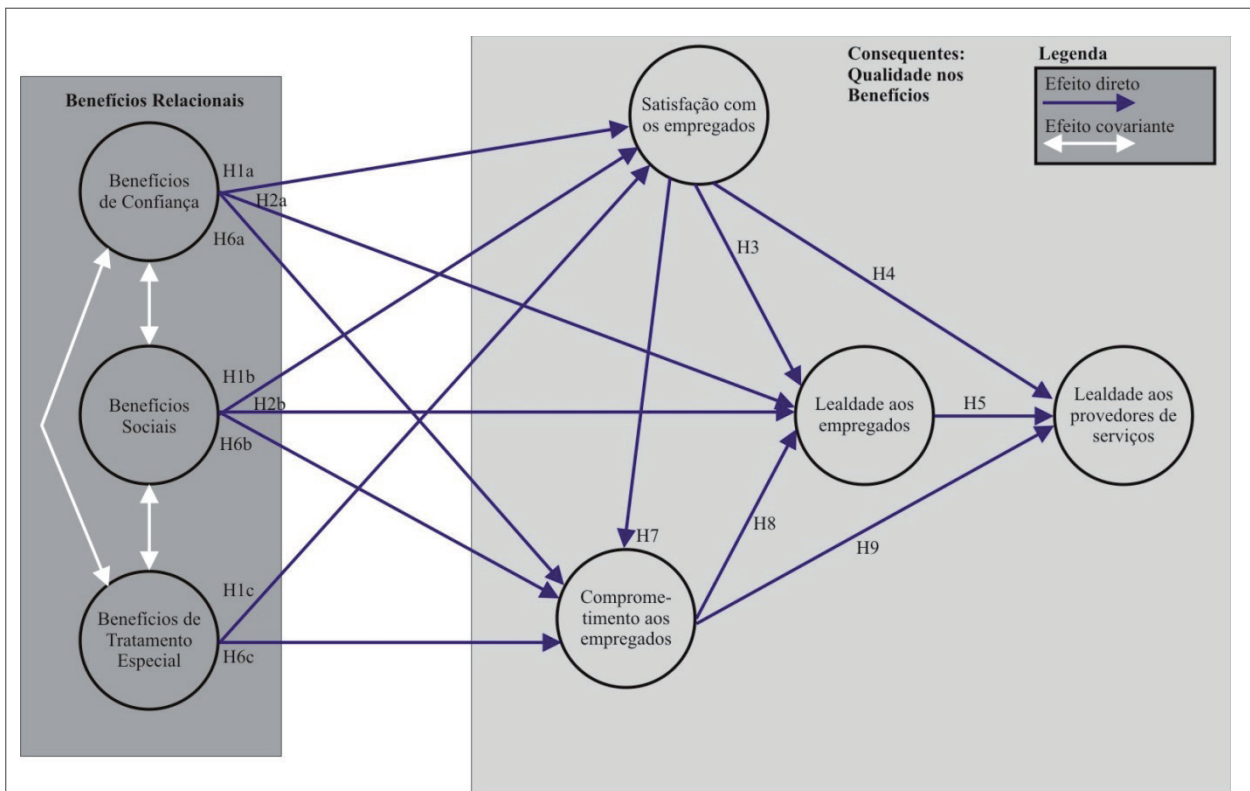 Benefícios Relacionais
Benefícios
de Confiança
H1a
H2a
H6a
Benefícios
Sociais
H1b
H2b
H6b
Benefícios de
Tratamento
Especial
H1c
H6c
Consequentes:
Qualidade nos
Benefícios
Legenda
Efeito direto
Efeito covariante
Satisfação com
os empregados
H3
H4
Lealdade aos
empregados
H5
Lealdade aos
provedores de
serviços
H7
H8
H9
Comprome-
timento aos
empregados